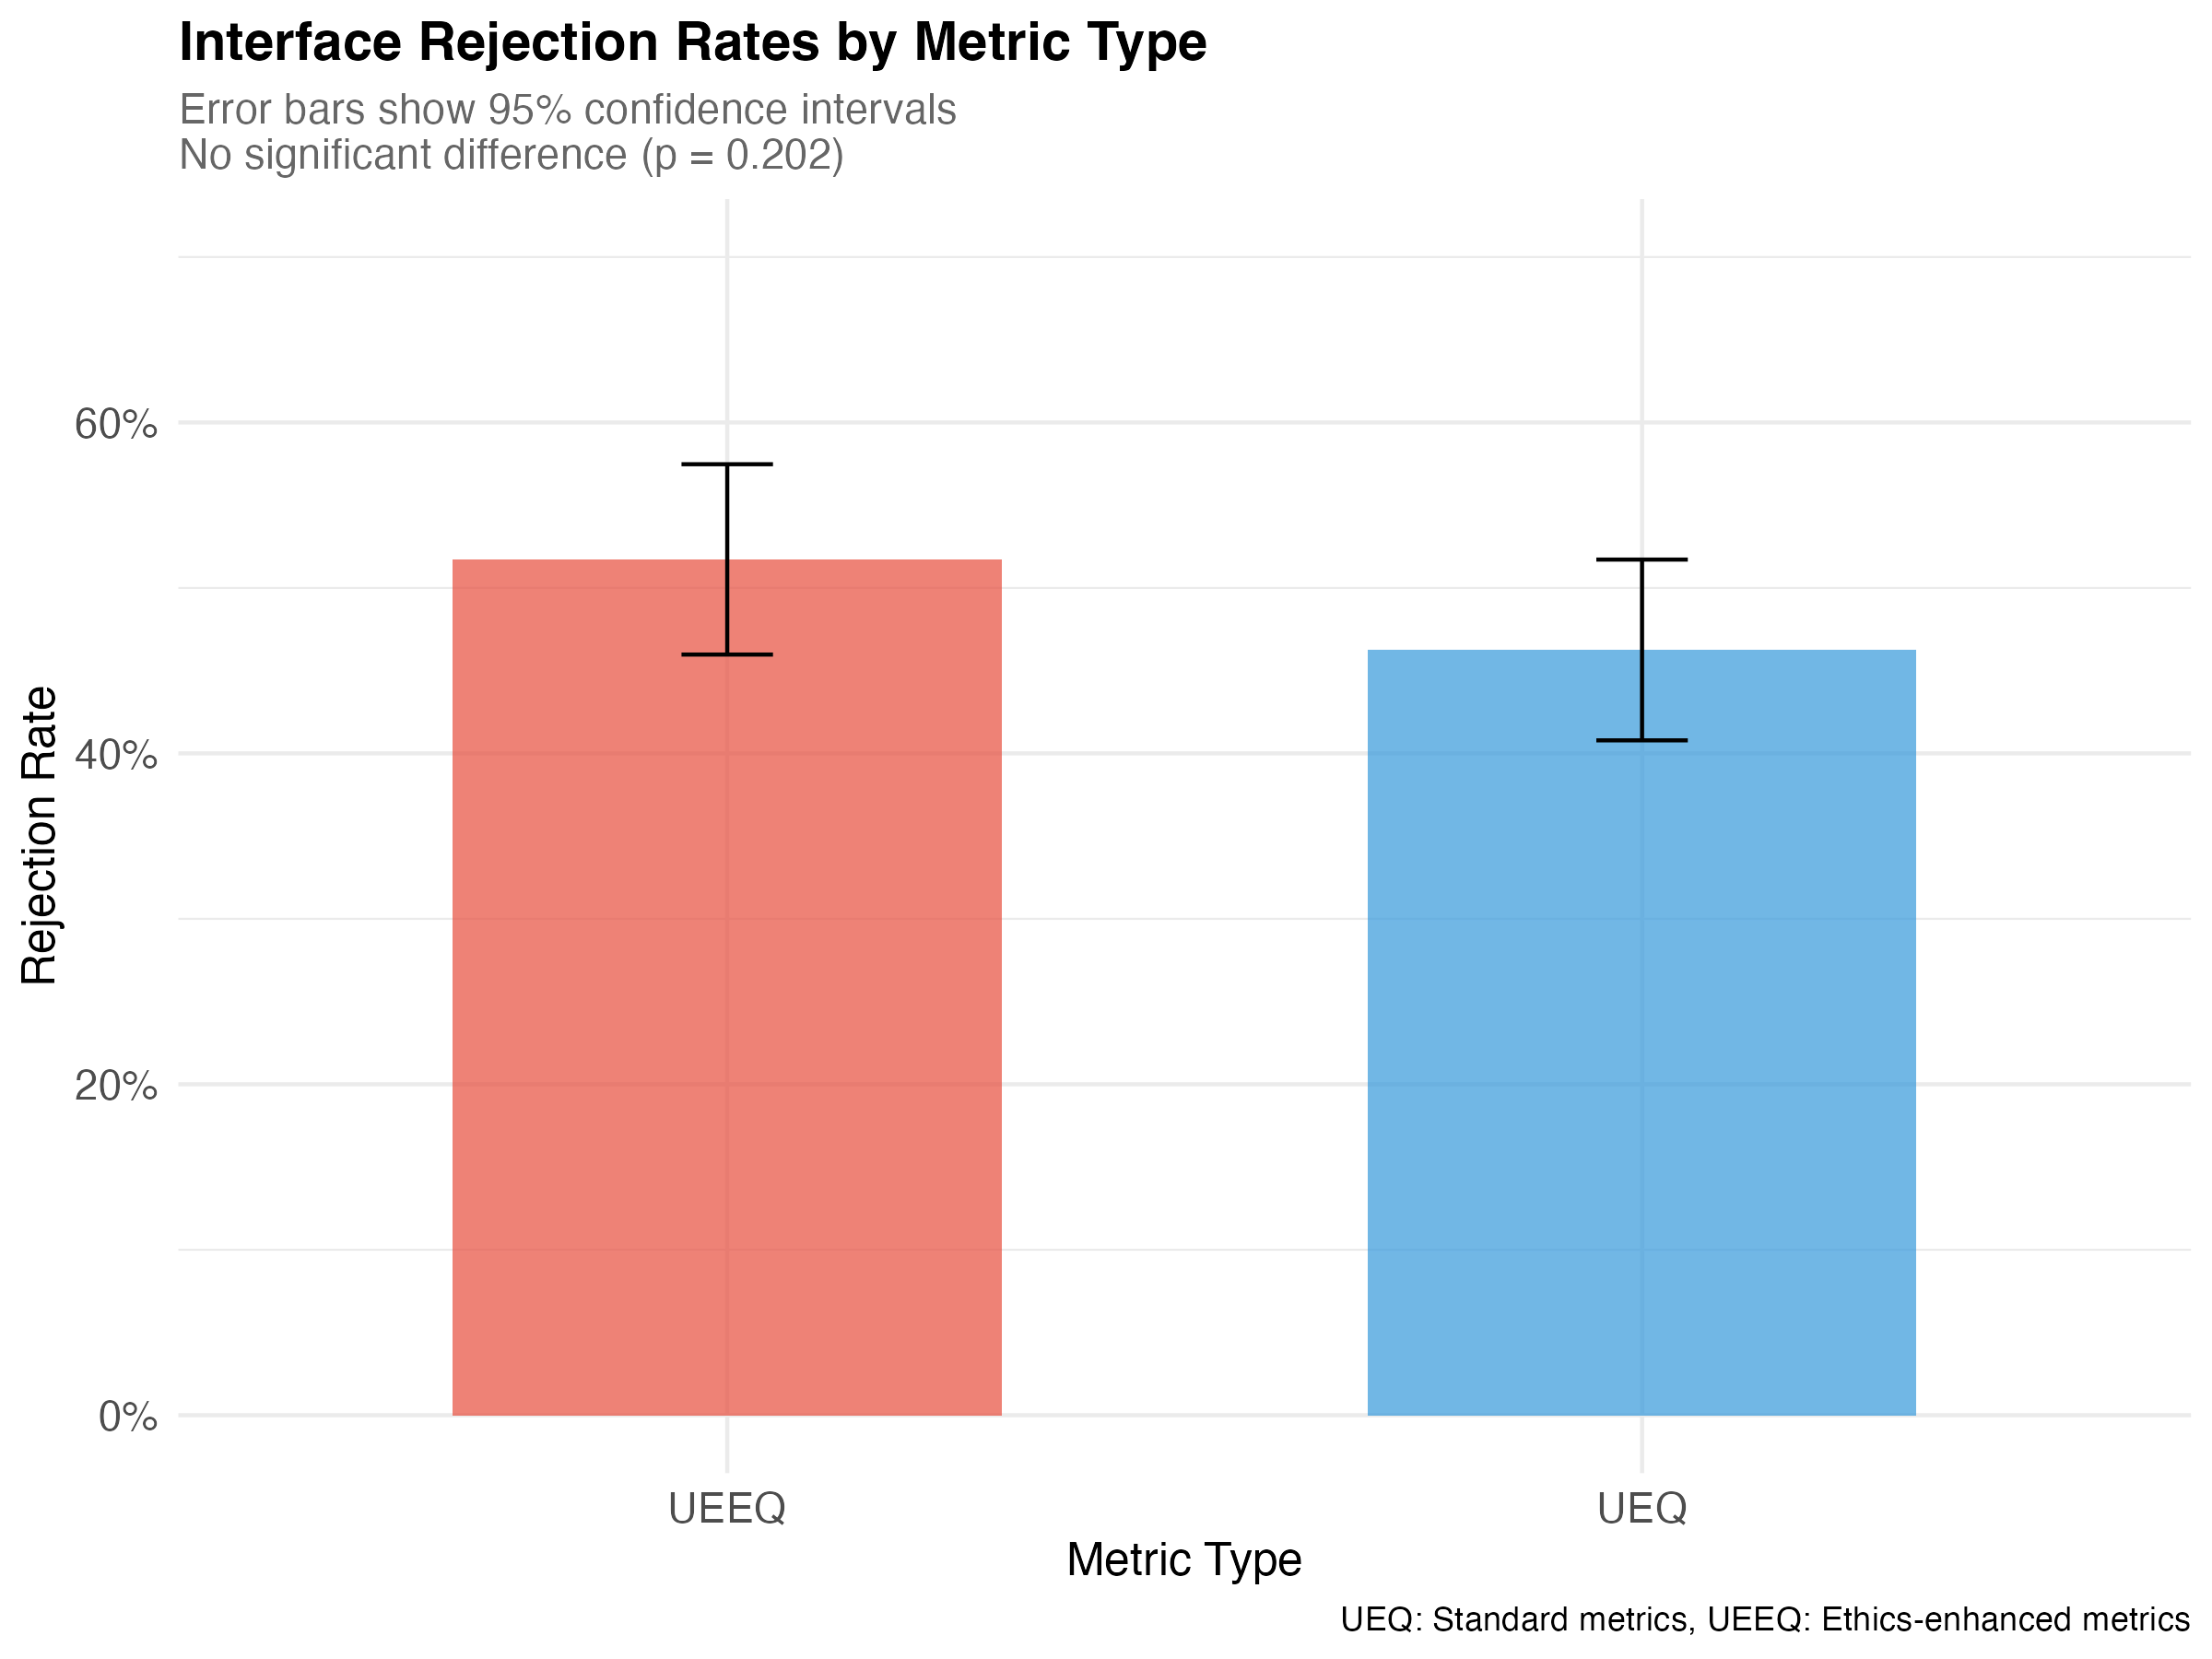 Interface Rejection Rates by Metric Type
Error bars show 95% confidence intervals
No significant difference (p = 0.202)
Rejection Rate
60%
40%
20%
0%
UEEQ
UEQ
Metric Type
UEQ: Standard metrics, UEEQ: Ethics-enhanced metrics